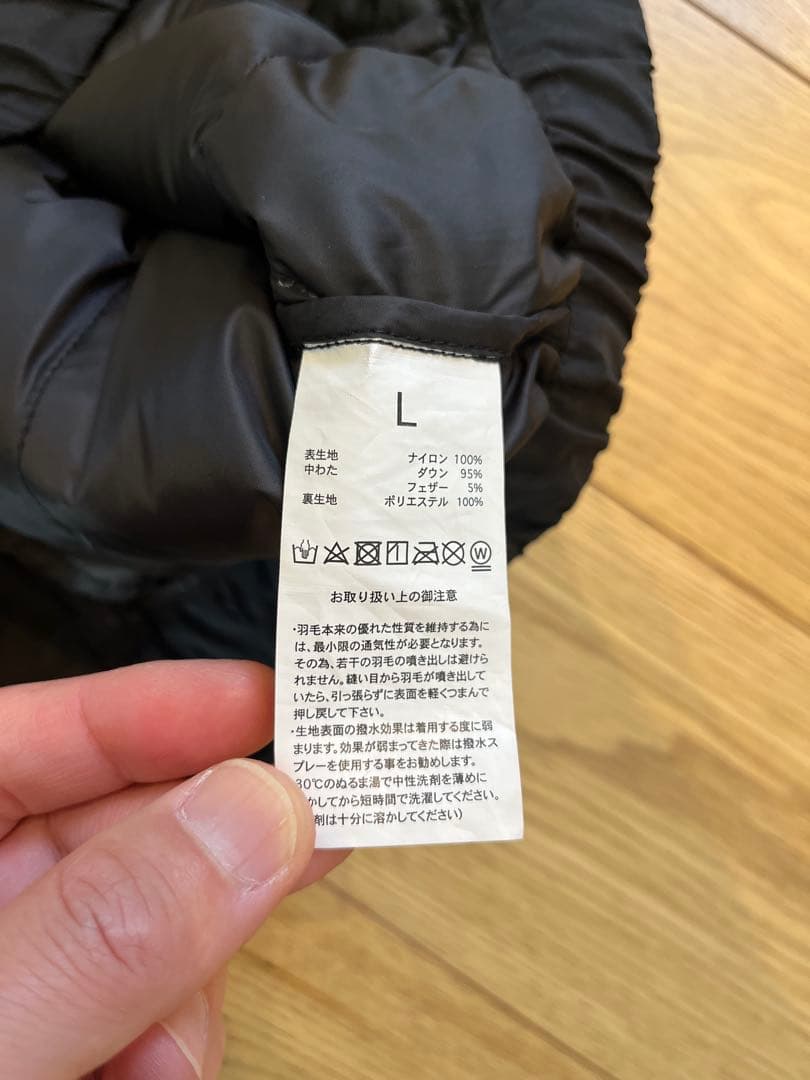 L
表生地 ナイロン 100%
中わた ダウン 95%
フェザー 5%
裏生地 ポリエステル 100%
W
お取り扱い上の御注意
・羽毛本来の優れた性質を維持する為に
は、最小限の通気性が必要となります。
その為、若干の羽毛の噴き出しは避けら
れません。縫い目から羽毛が噴き出して
いたら、引っ張らずに表面を軽くつまんで
押し戻して下さい。
・生地表面の撥水効果は着用する度に弱
まります。効果が弱まってきた際は撥水ス
プレーを使用する事をお勧めします。
30℃のぬるま湯で中性洗剤を薄めに
かしてから短時間で洗濯してください。
剤は十分に溶かしてください）